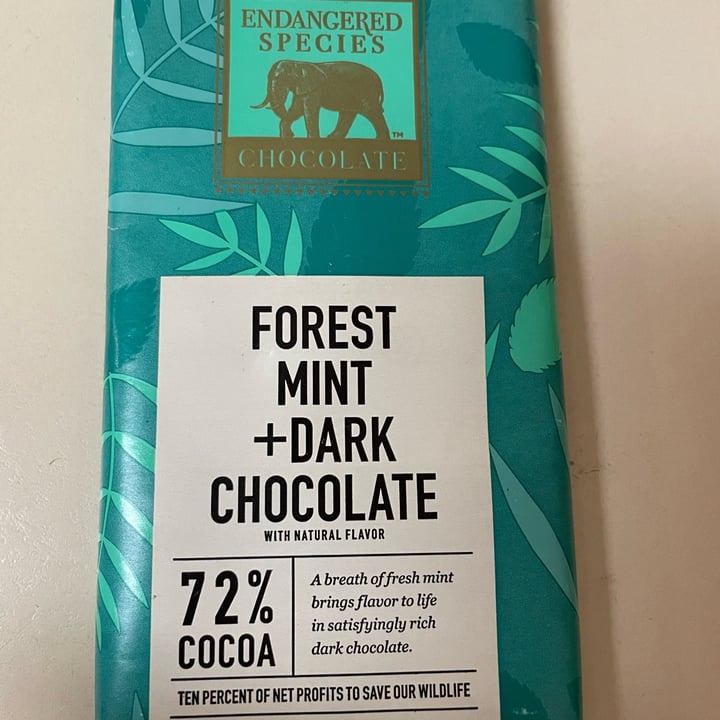 ENDANGERED
SPECIES
TM
CHOCOLATE
FOREST
MINT
+DARK
CHOCOLATE
WITH NATURAL FLAVOR
72%
COCOA
A breath of fresh mint
brings flavor to life
in satisfyingly rich
dark chocolate.
TEN PERCENT OF NET PROFITS TO SAVE OUR WILDLIFE